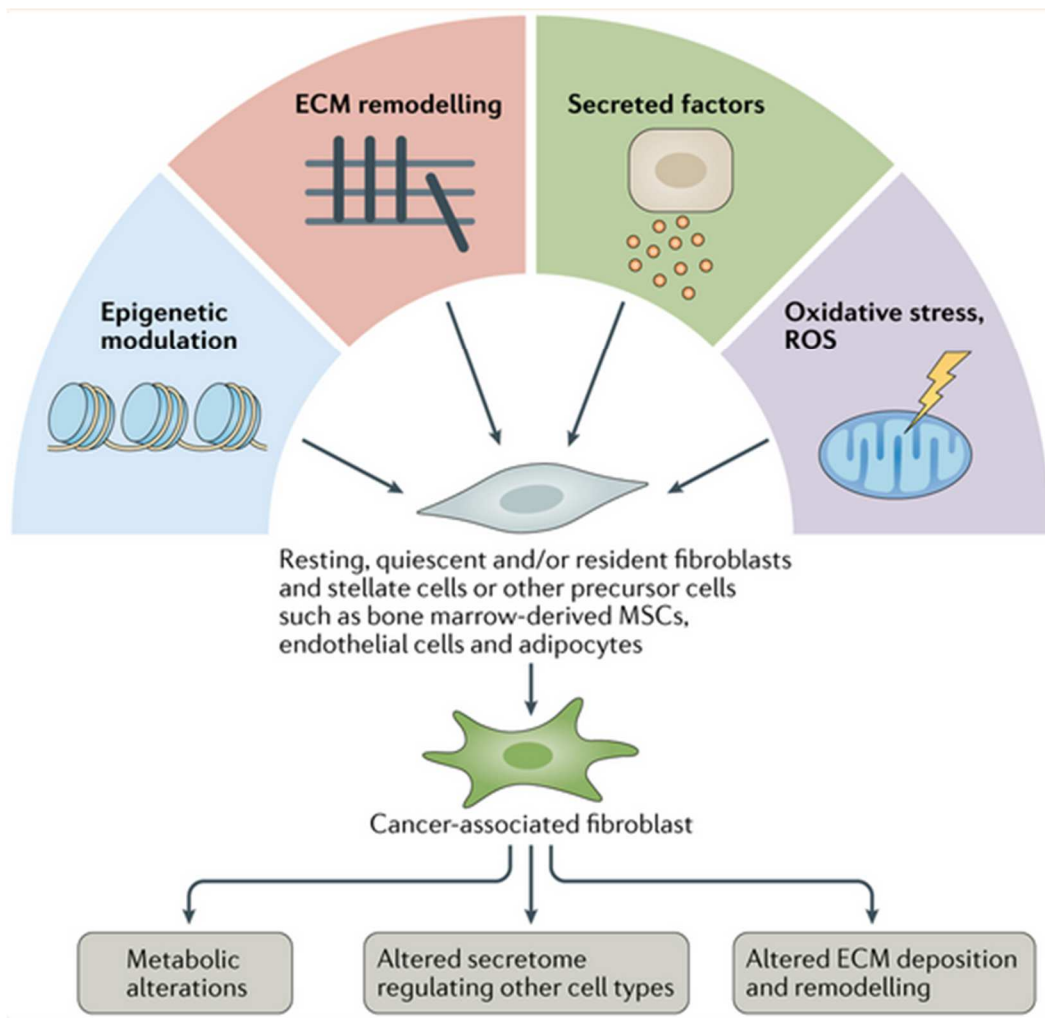 ECM remodelling
Secreted factors
Epigenetic
modulation
Oxidative stress,
ROS
Resting, quiescent and/or resident fibroblasts
and stellate cells or other precursor cells
such as bone marrow-derived MSCs,
endothelial cells and adipocytes
Cancer-associated fibroblast
Metabolic
alterations
Altered secretome
regulating other cell types
Altered ECM deposition
and remodelling